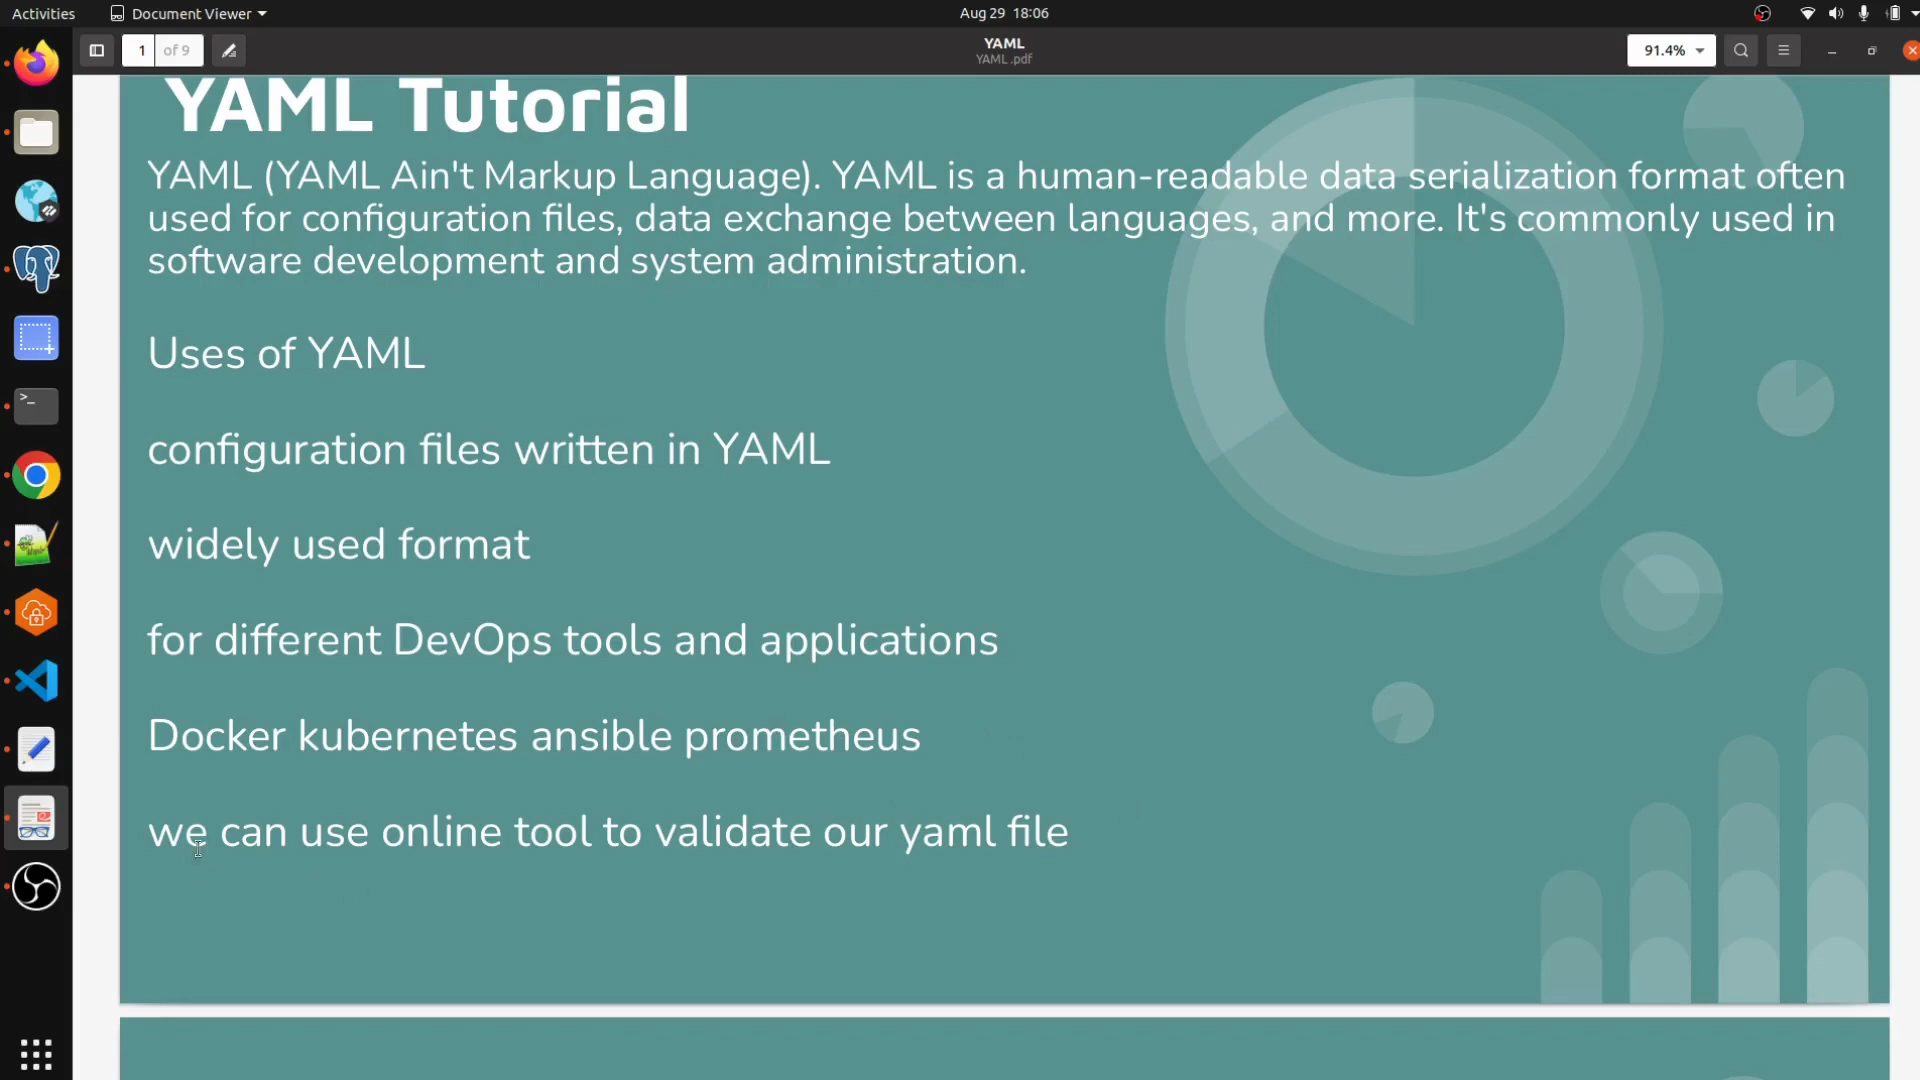 Activities
Document Viewer
Aug 29 18:06
1 of 9
YAML
YAML .pdf
91.4%
YAML Tutorial
YAML (YAML Ain't Markup Language). YAML is a human-readable data serialization format often
used for configuration files, data exchange between languages, and more. It's commonly used in
software development and system administration.
Uses of YAML
configuration files written in YAML
widely used format
for different DevOps tools and applications
Docker kubernetes ansible prometheus
we can use online tool to validate our yaml file